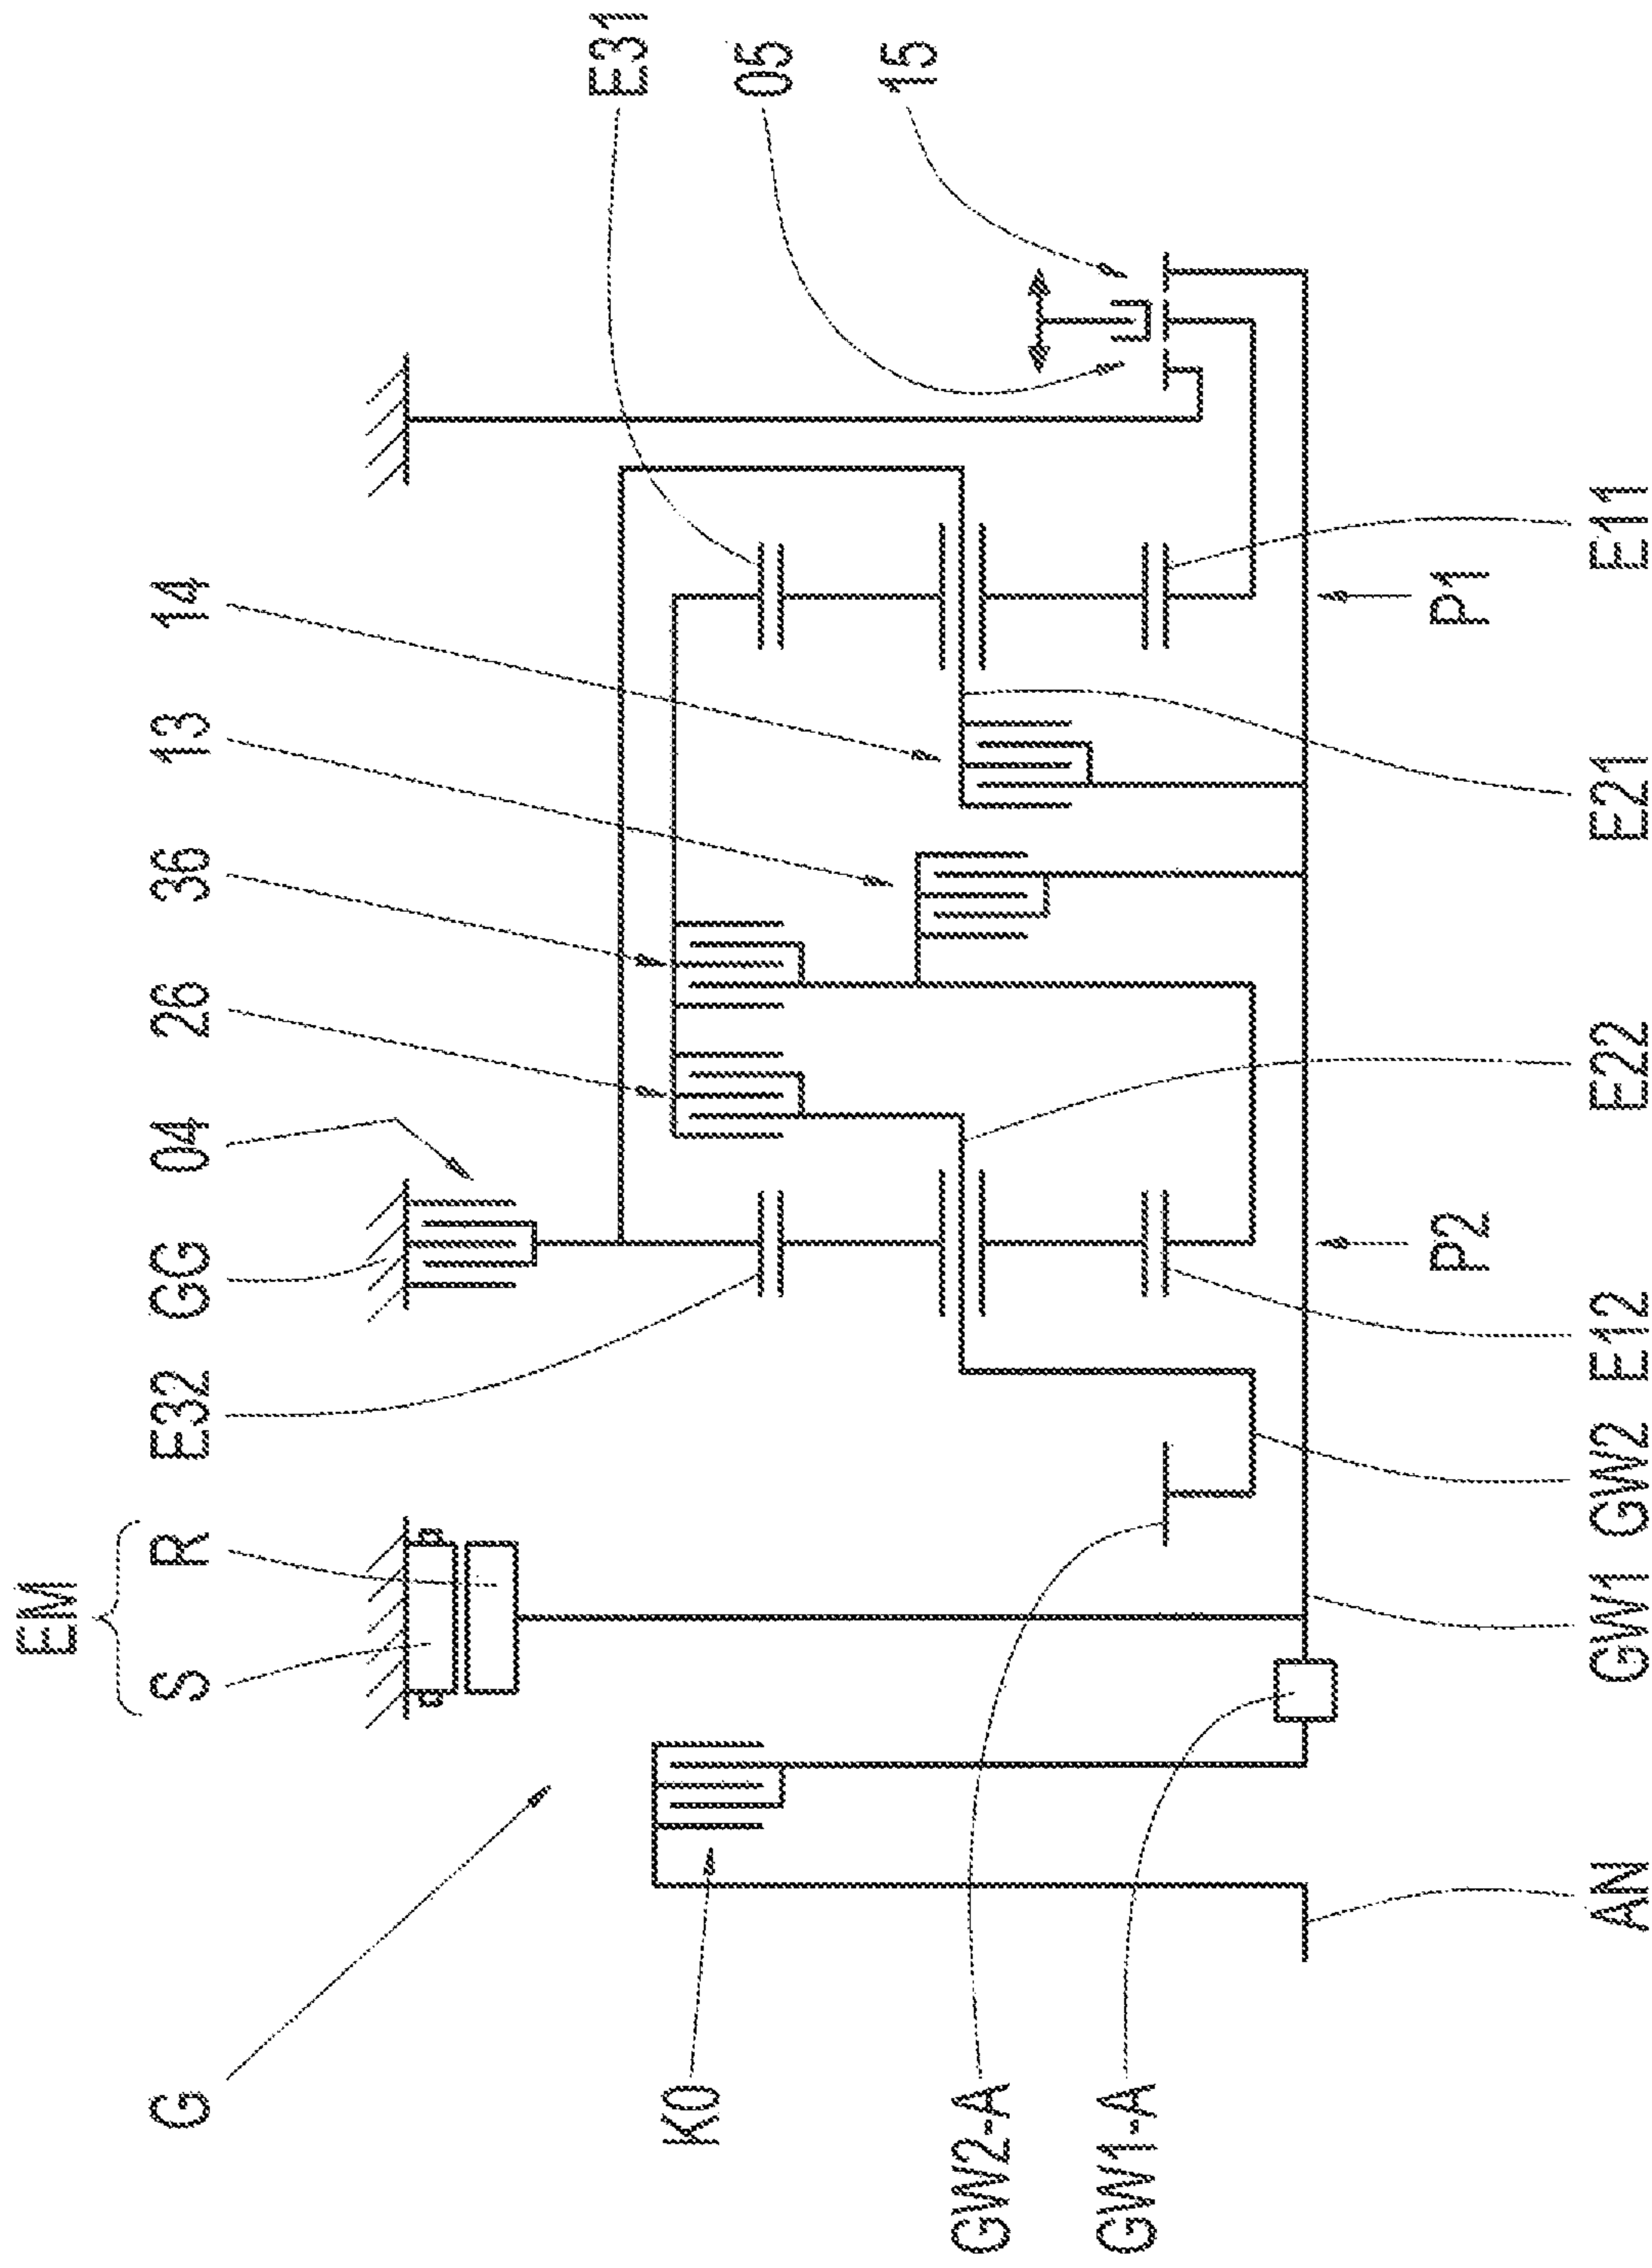 EM
G S R E32 GG 04 26 36 13 14
E31
05
15
K0
GW2-A
GW1-A
P2 P1
AN GW1 GW2 E12 E22 E21 E11